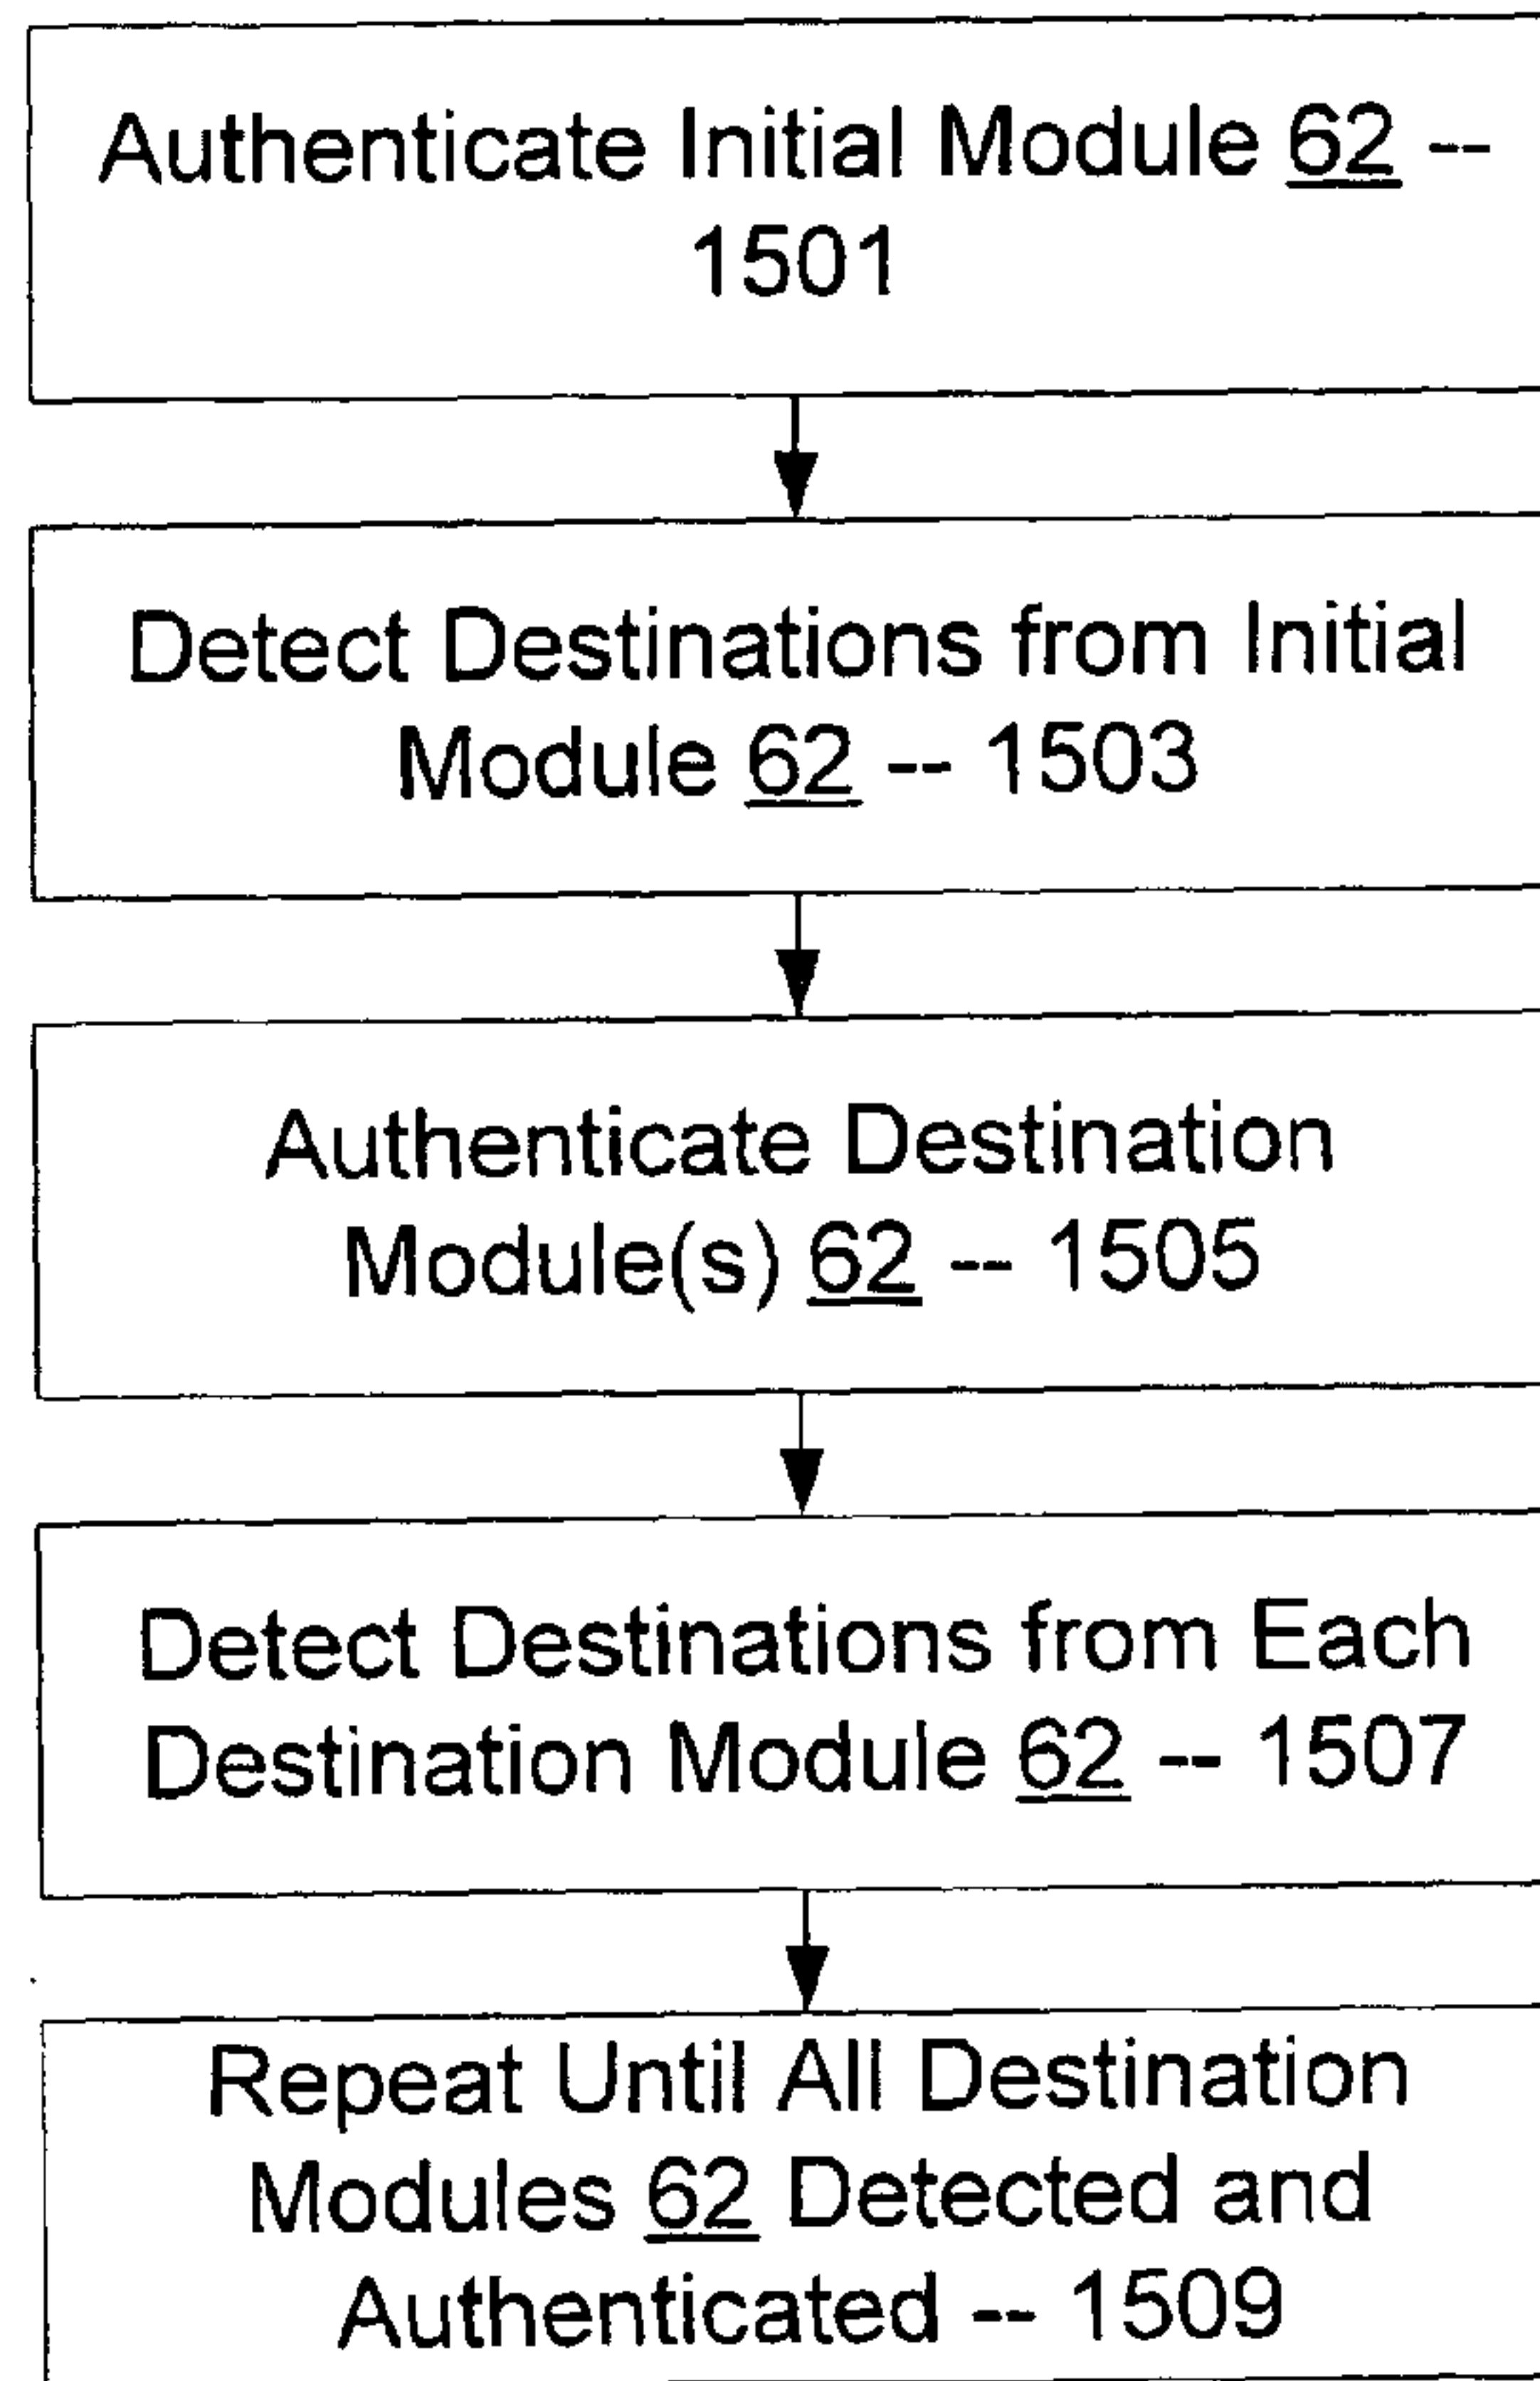 Authenticate Initial Module 62 --
1501
Detect Destinations from Initial
Module 62 -- 1503
Authenticate Destination
Module(s) 62 -- 1505
Detect Destinations from Each
Destination Module 62 -- 1507
Repeat Until All Destination
Modules 62 Detected and
Authenticated -- 1509